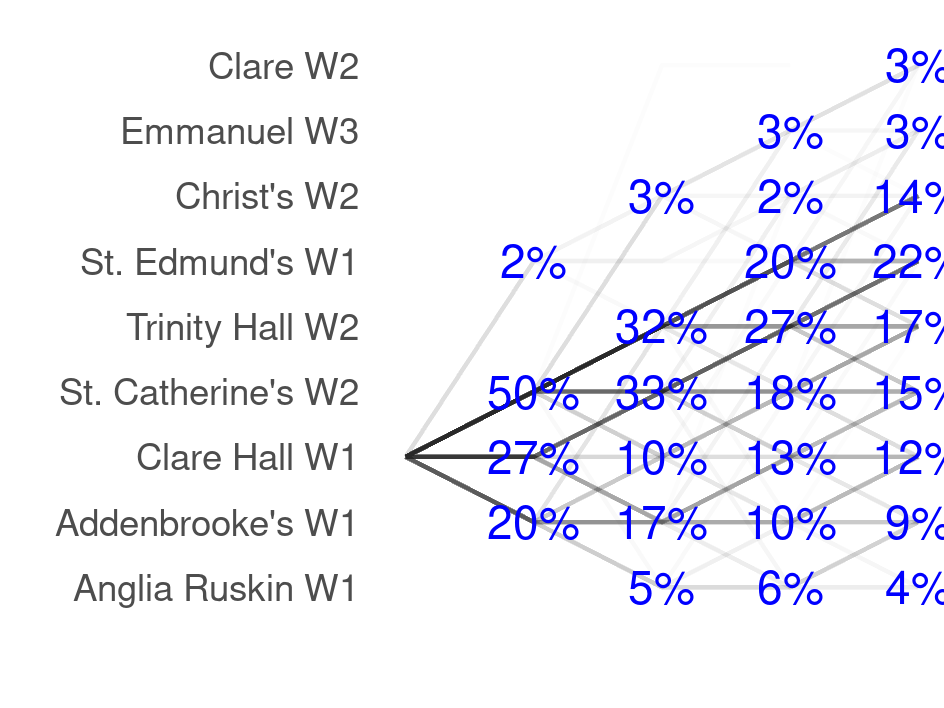 Clare W2 3%
Emmanuel W3 3% 3%
Christ's W2 3% 2% 14%
St. Edmund's W1 2% 20% 22%
Trinity Hall W2 32% 27% 17%
St. Catherine's W2 50% 33% 18% 15%
Clare Hall W1 27% 10% 13% 12%
Addenbrooke's W1 20% 17% 10% 9%
Anglia Ruskin W1 5% 6% 4%